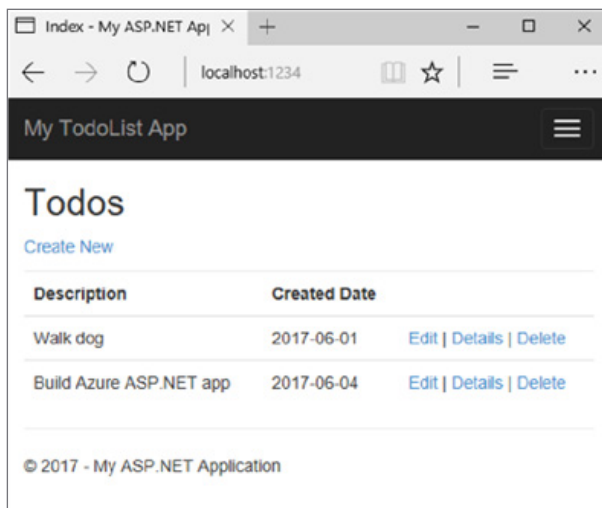 Index - My ASP.NET Ap
localhost:1234
My TodoList App
Todos
Create New
Description Created Date
Walk dog 2017-06-01 Edit | Details | Delete
Build Azure ASP.NET app 2017-06-04 Edit | Details | Delete
© 2017 - My ASP.NET Application